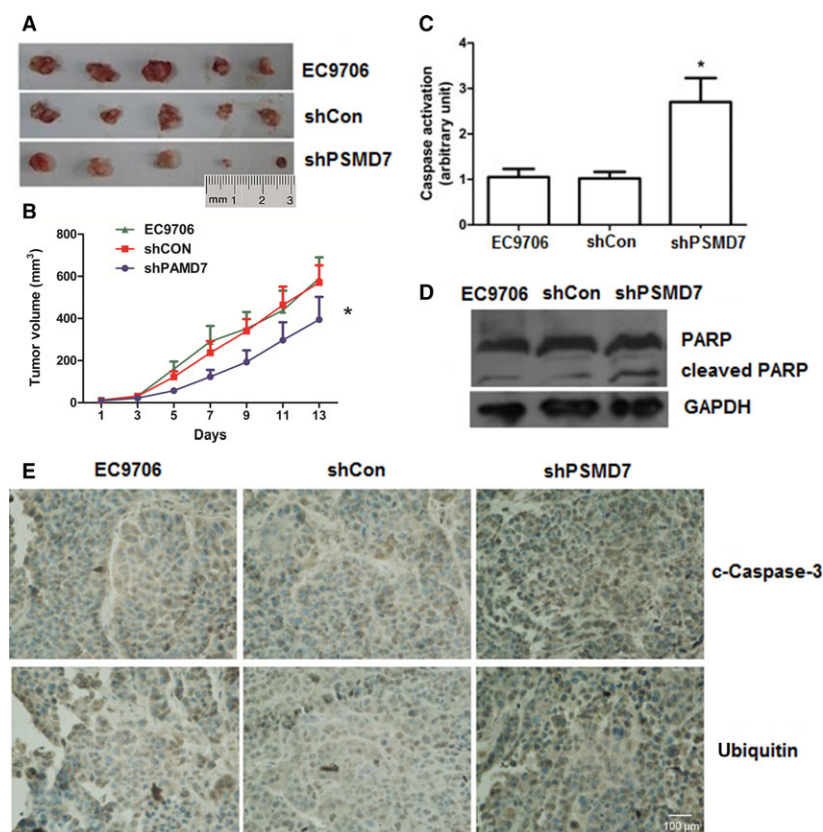 A
EC9706
shCon
shPSMD7
mm 1 2 3
B
EC9706
shCON
shPAMD7
Tumor volume (mm3)
800
600
400
200
0
*
1 3 5 7 9 11 13
Days
C
Caspase activation
(arbitrary unit)
4
3
2
1
0
*
EC9706 shCon shPSMD7
D
EC9706 shCon shPSMD7
PARP
cleaved PARP
GAPDH
E
EC9706 shCon shPSMD7
c-Caspase-3
Ubiquitin
100 μm